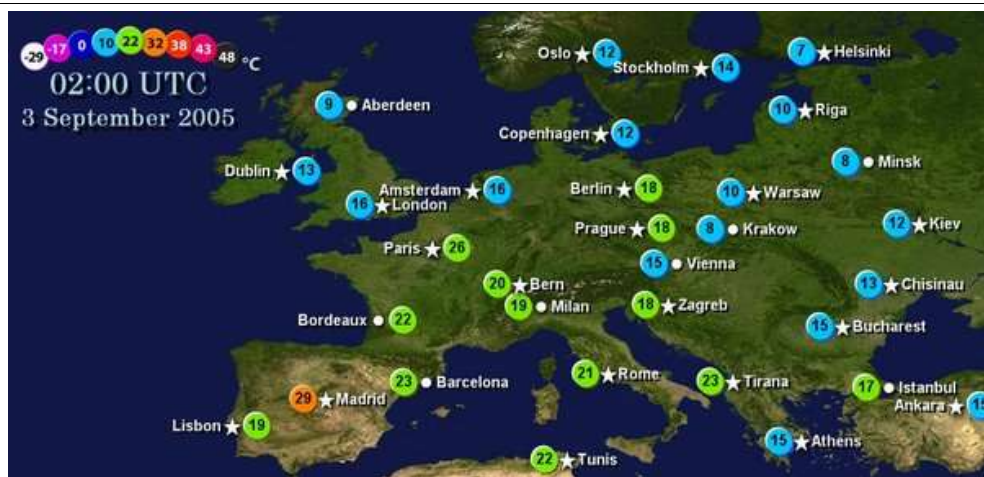 -29 -17 0 10 22 32 38 43 48 °C
02:00 UTC
3 September 2005
Oslo 12
7 Helsinki
Stockholm 14
9 Aberdeen
10 Riga
Copenhagen 12
8 Minsk
Dublin 13
Amsterdam 16
Berlin 18
10 Warsaw
16 London
12 Kiev
Prague 18
8 Krakow
Paris 26
15 Vienna
20 Bern
13 Chisinau
19 Milan
18 Zagreb
Bordeaux 22
15 Bucharest
21 Rome
23 Barcelona
23 Tirana
17 Istanbul
29 Madrid
Ankara
Lisbon 19
15 Athens
22 Tunis